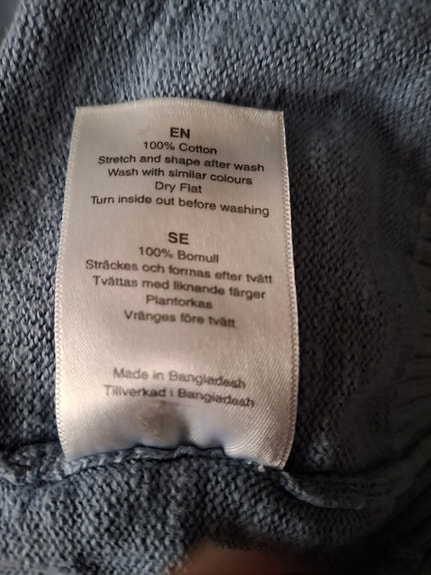 EN
100% Cotton
Stretch and shape after wash
Wash with similar colours
Dry Flat
Turn inside out before washing
SE
100% Bomull
Sträckes och formas efter tvätt
Tvättas med liknande färger
Plantorkas
Vränges före tvätt
Made in Bangladesh
Tillverkad i Bangladesh